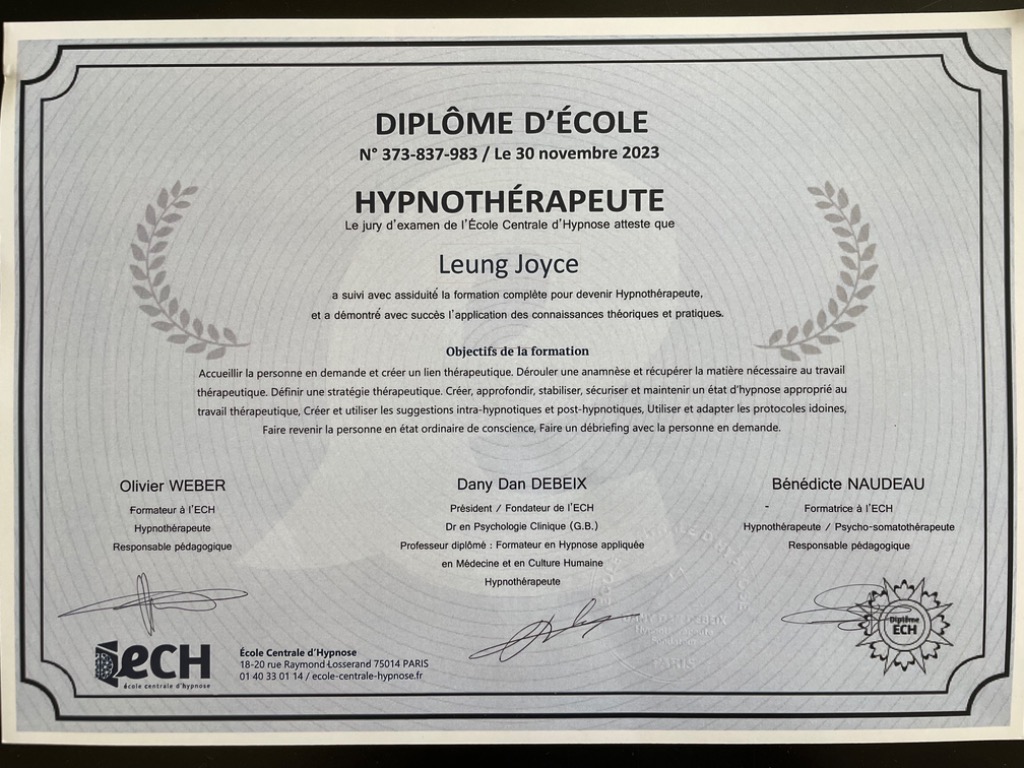 DIPLÔME D'ÉCOLE
N° 373-837-983 / Le 30 novembre 2023
HYPNOTHÉRAPEUTE
Le jury d'examen de l'École Centrale d'Hypnose atteste que
Leung Joyce
a suivi avec assiduité la formation complète pour devenir Hypnothérapeute,
et a démontré avec succès l'application des connaissances théoriques et pratiques.
Objectifs de la formation
Accueillir la personne en demande et créer un lien thérapeutique. Dérouler une anamnèse et récupérer la matière nécessaire au travail
thérapeutique. Définir une stratégie thérapeutique. Créer, approfondir, stabiliser, sécuriser et maintenir un état d'hypnose approprié au
travail thérapeutique, Créer et utiliser les suggestions intra-hypnotiques et post-hypnotiques, Utiliser et adapter les protocoles idoines,
Faire revenir la personne en état ordinaire de conscience, Faire un débriefing avec la personne en demande.
Olivier WEBER
Formateur à l'ECH
Hypnothérapeute
Responsable pédagogique
Dany Dan DEBEIX
Président / Fondateur de l'ECH
Dr en Psychologie Clinique (G.B.)
Professeur diplômé : Formateur en Hypnose appliquée
en Médecine et en Culture Humaine
Hypnothérapeute
Bénédicte NAUDEAU
Formatrice à l'ECH
Hypnothérapeute / Psycho-somatothérapeute
Responsable pédagogique
eCH
école centrale d'hypnose
École Centrale d'Hypnose
18-20 rue Raymond Losserand 75014 PARIS
01 40 33 01 14 / ecole-centrale-hypnose.fr
PARIS
Diplôme
ECH